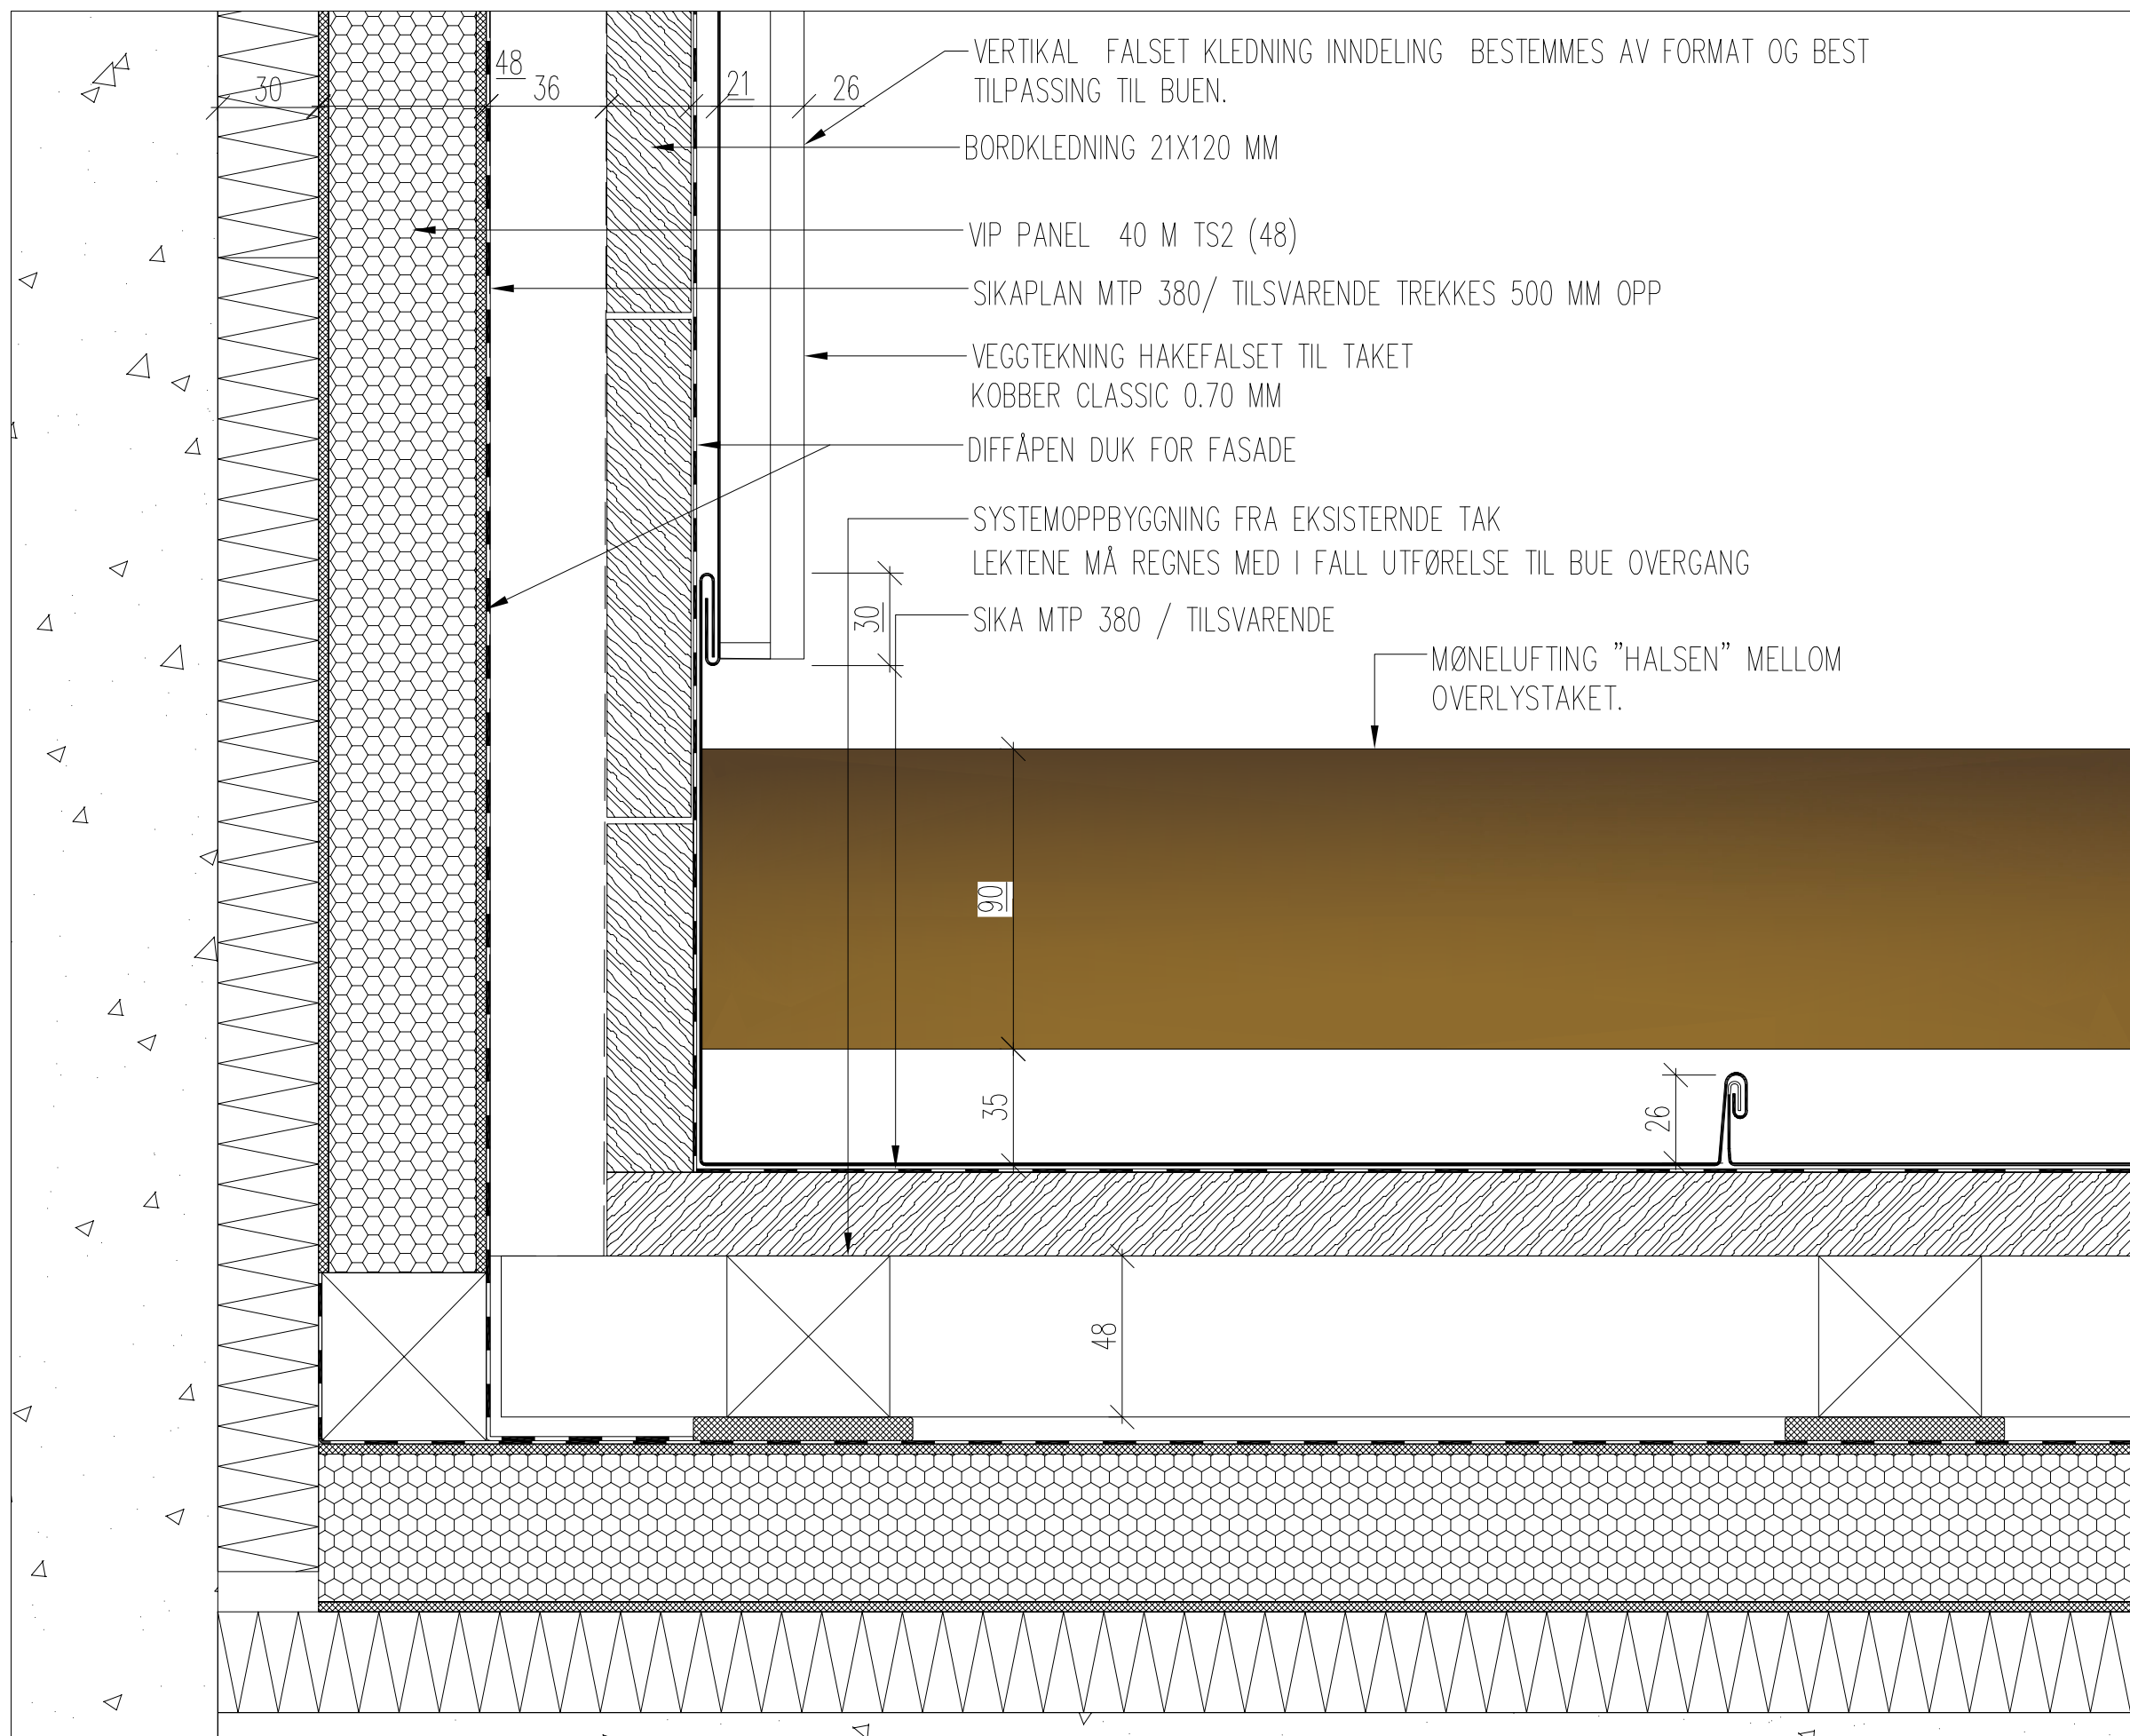 VERTIKAL FALSET KLEDNING INNDELING BESTEMMES AV FORMAT OG BEST
TILPASSING TIL BUEN.
48
30
36
21
26
BORDKLEDNING 21X120 MM
VIP PANEL 40 M TS2 (48)
SIKAPLAN MTP 380/ TILSVARENDE TREKKES 500 MM OPP
VEGGTEKNING HAKEFALSET TIL TAKET
KOBBER CLASSIC 0.70 MM
DIFFÅPEN DUK FOR FASADE
SYSTEMOPPBYGGNING FRA EKSISTERNDE TAK
LEKTENE MÅ REGNES MED I FALL UTFØRELSE TIL BUE OVERGANG
30
SIKA MTP 380 / TILSVARENDE
MØNELUFTING "HALSEN" MELLOM
OVERLYSTAKET.
90
35
26
48